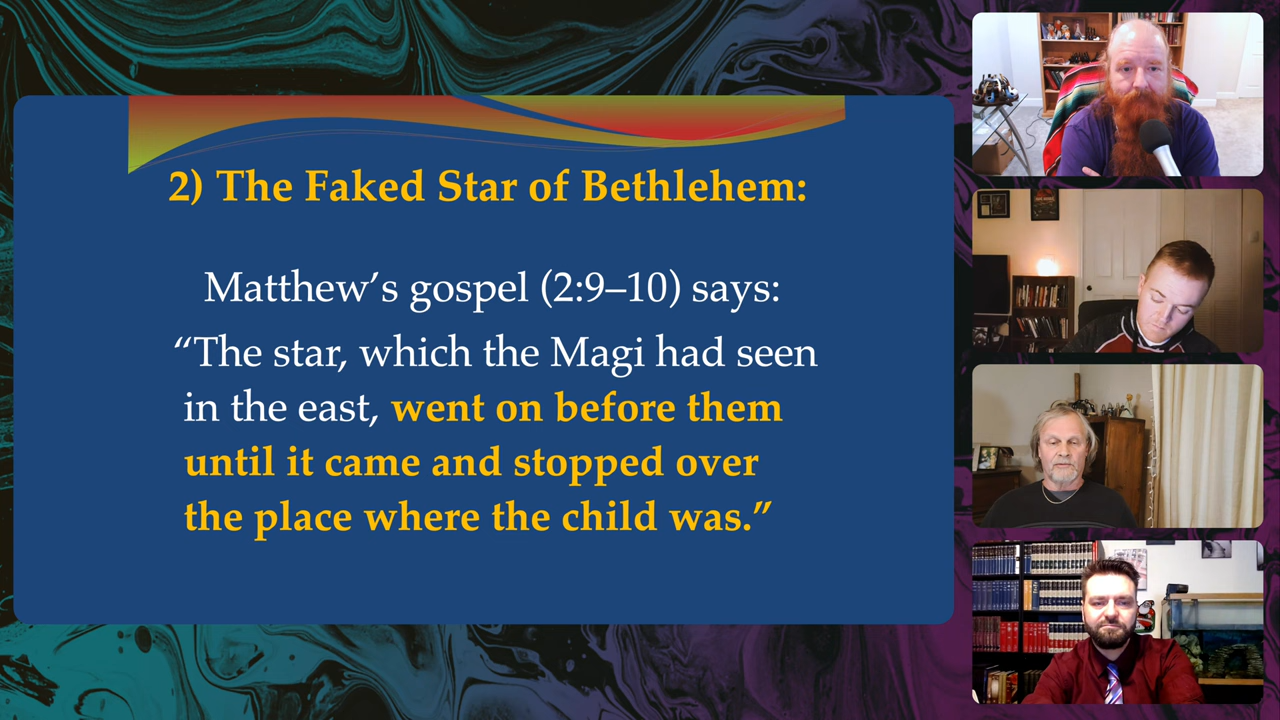 2) The Faked Star of Bethlehem:
Matthew’s gospel (2:9–10) says:
“The star, which the Magi had seen
in the east, went on before them
until it came and stopped over
the place where the child was.”